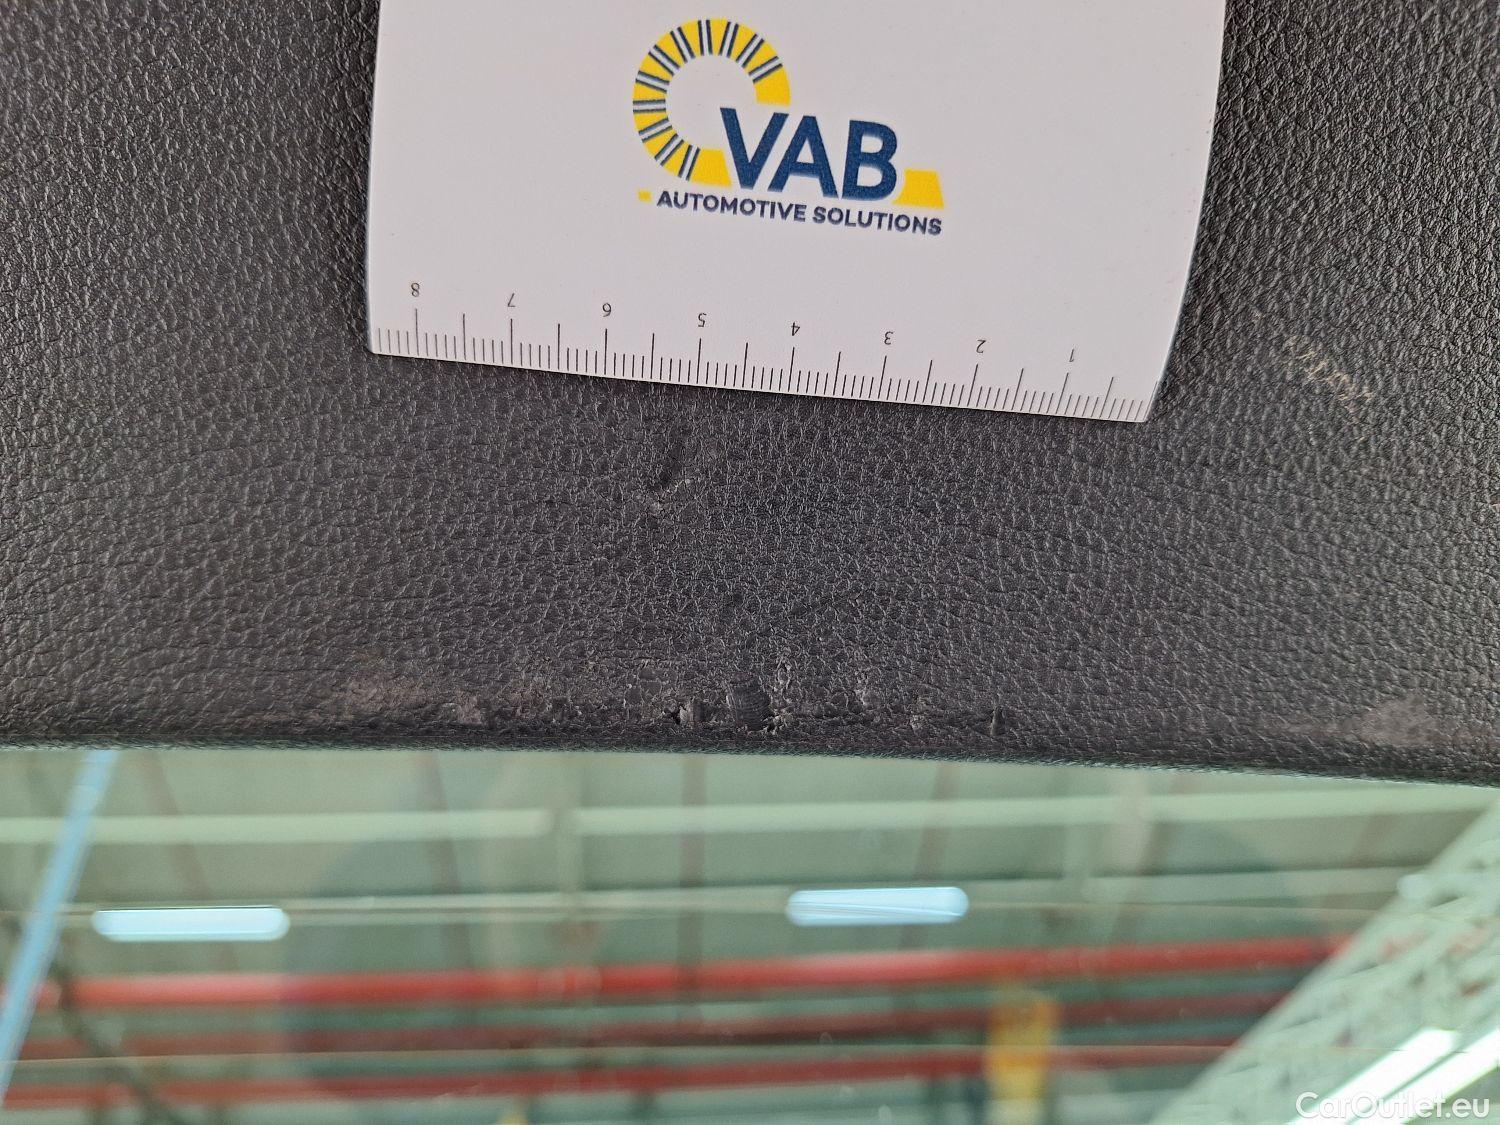 VAB
AUTOMOTIVE SOLUTIONS
8 7 6 5 4 3 2 1
CarOutlet.eu